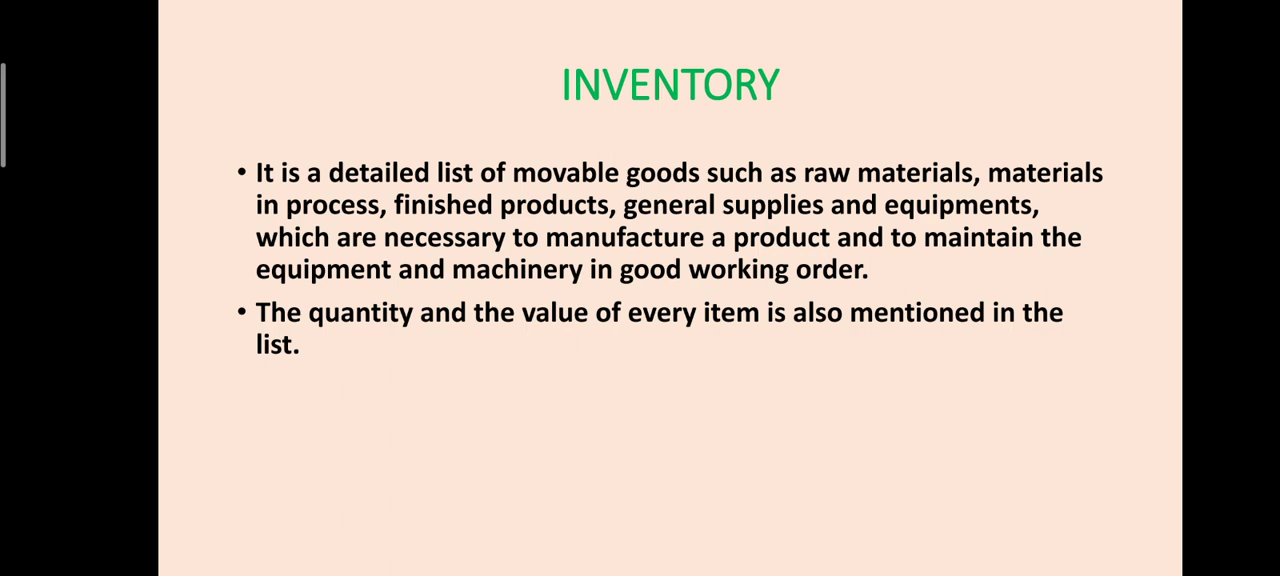 INVENTORY
• It is a detailed list of movable goods such as raw materials, materials
in process, finished products, general supplies and equipments,
which are necessary to manufacture a product and to maintain the
equipment and machinery in good working order.
• The quantity and the value of every item is also mentioned in the
list.